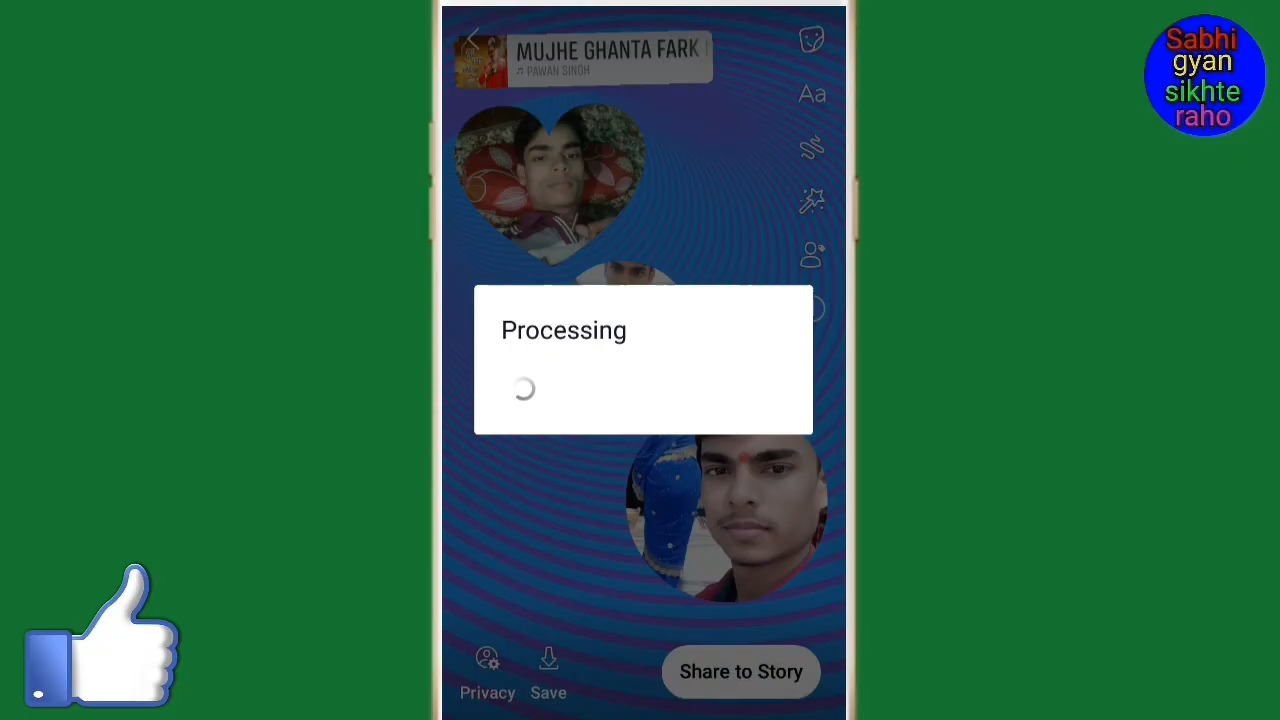 MUJHE GHANTA FARK
PAWAN SINGH
Aa
Processing
Privacy Save
Share to Story
Sabhi
gyan
sikhte
raho